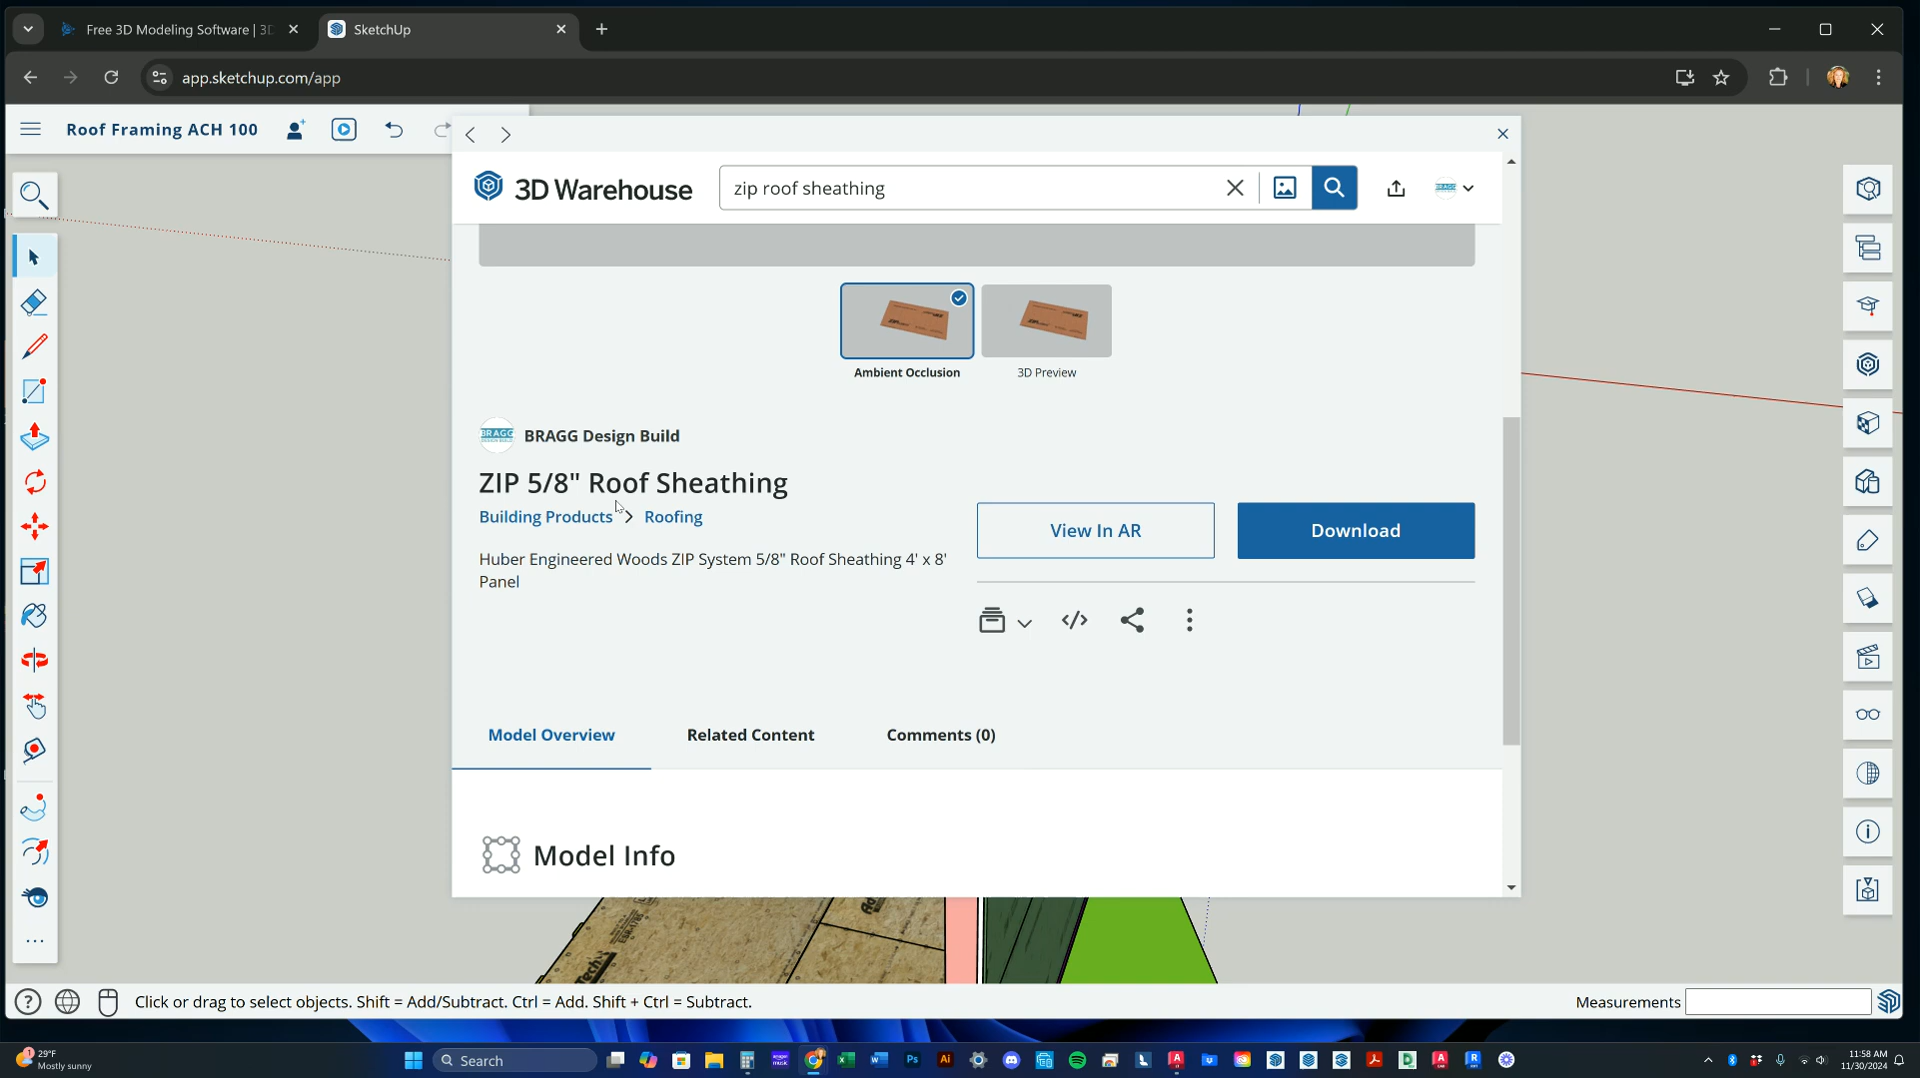 Free 3D Modeling Software | 3D
SketchUp
app.sketchup.com/app
Roof Framing ACH 100
3D Warehouse
zip roof sheathing
BRAGG
Ambient Occlusion
3D Preview
BRAGG
BRAGG Design Build
ZIP 5/8" Roof Sheathing
Building Products > Roofing
View In AR
Download
Huber Engineered Woods ZIP System 5/8" Roof Sheathing 4' x 8'
Panel
Model Overview
Related Content
Comments (0)
Model Info
Click or drag to select objects. Shift = Add/Subtract. Ctrl = Add. Shift + Ctrl = Subtract.
Measurements
29°F
Mostly sunny
Search
11:58 AM
11/30/2024